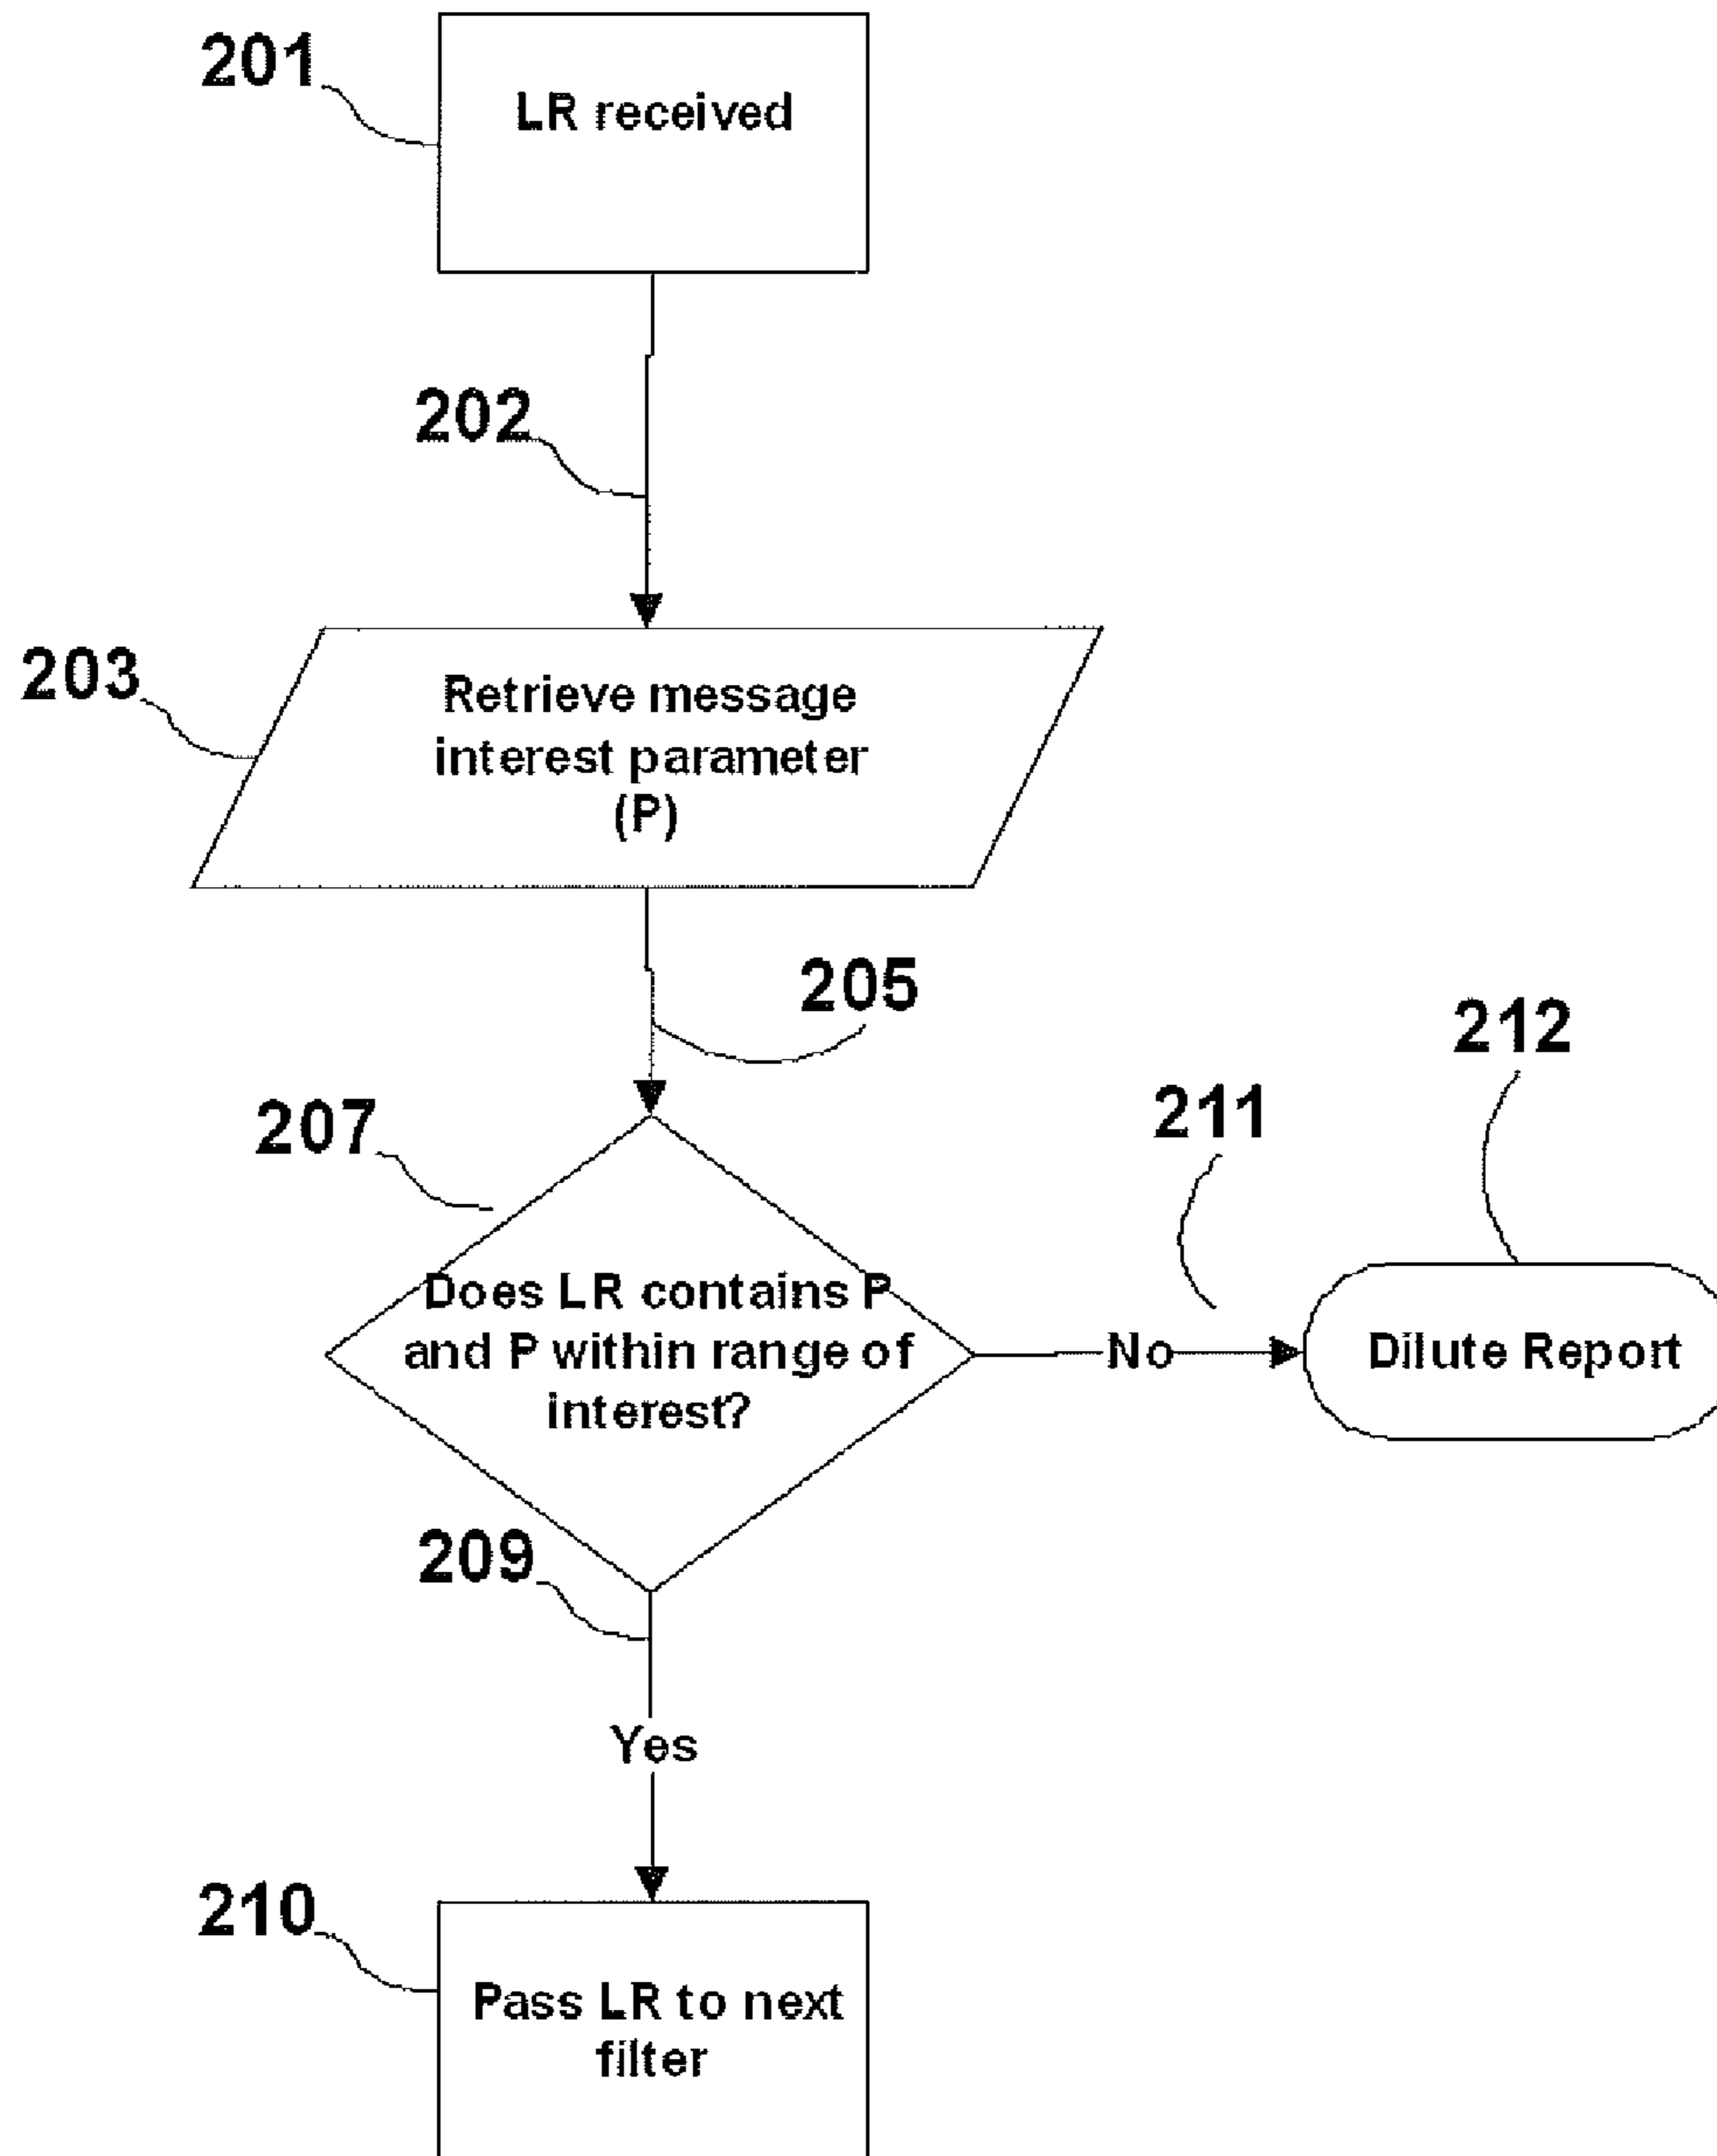 201
LR received
202
203
Retrieve message
interest parameter
(P)
205
212
211
207
Does LR contains P
and P within range of
interest?
No
Dilute Report
209
Yes
210
Pass LR to next
filter